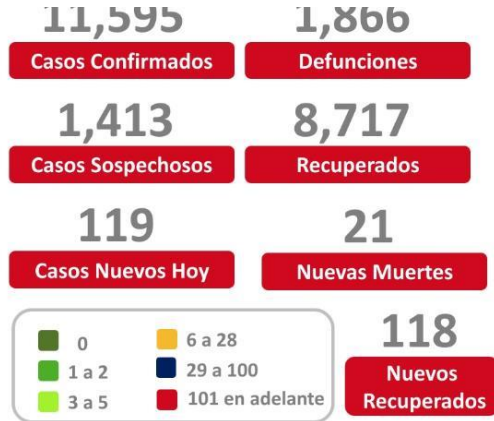 11,595 1,866
Casos Confirmados Defunciones
1,413 8,717
Casos Sospechosos Recuperados
119 21
Casos Nuevos Hoy Nuevas Muertes
0 6 a 28 118
1 a 2 29 a 100 Nuevos
3 a 5 101 en adelante Recuperados